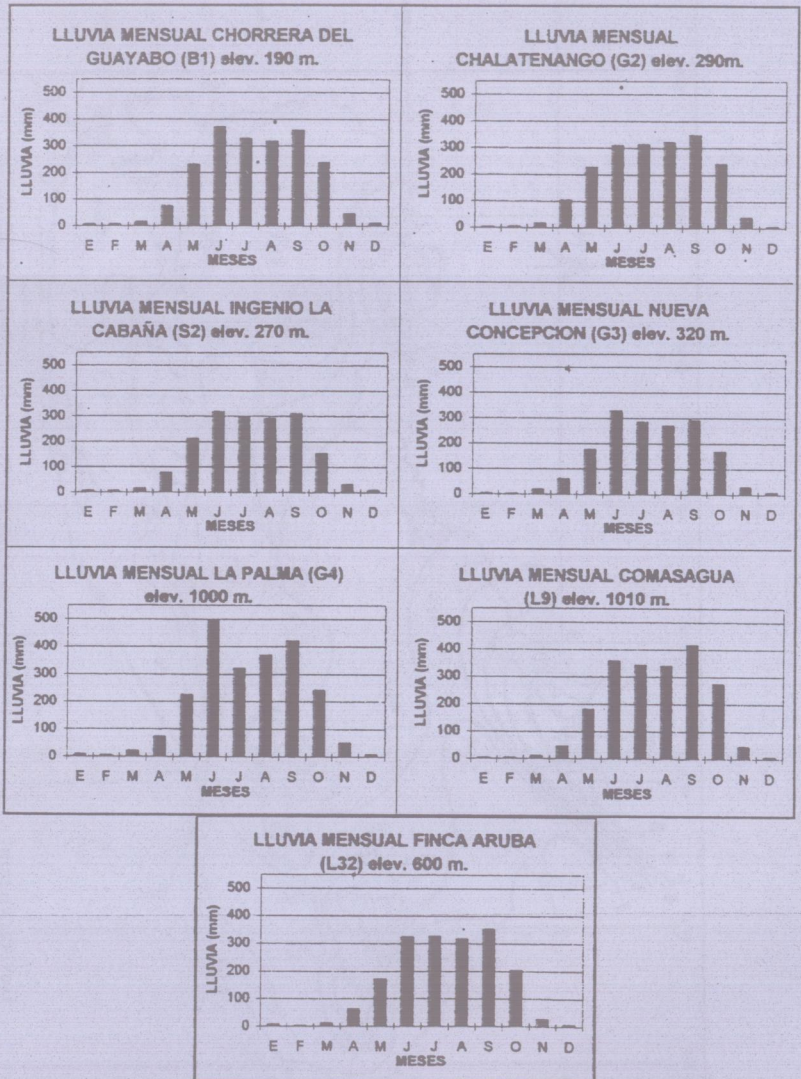 LLUVIA MENSUAL CHORRERA DEL
GUAYABO (B1) elev. 190 m.
LLUVIA (mm)
500
400
300
200
100
0
E F M A M J J A S O N D
MESES
LLUVIA MENSUAL
CHALATENANGO (G2) elev. 290m.
LLUVIA (mm)
500
400
300
200
100
0
E F M A M J J A S O N D
MESES
LLUVIA MENSUAL INGENIO LA
CABAÑA (S2) elev. 270 m.
LLUVIA (mm)
500
400
300
200
100
0
E F M A M J J A S O N D
MESES
LLUVIA MENSUAL NUEVA
CONCEPCION (G3) elev. 320 m.
LLUVIA (mm)
500
400
300
200
100
0
E F M A M J J A S O N D
MESES
LLUVIA MENSUAL LA PALMA (G4)
elev. 1000 m.
LLUVIA (mm)
500
400
300
200
100
0
E F M A M J J A S O N D
MESES
LLUVIA MENSUAL COMASAGUA
(L9) elev. 1010 m.
LLUVIA (mm)
500
400
300
200
100
0
E F M A M J J A S O N D
MESES
LLUVIA MENSUAL FINCA ARUBA
(L32) elev. 600 m.
LLUVIA (mm)
500
400
300
200
100
0
E F M A M J J A S O N D
MESES